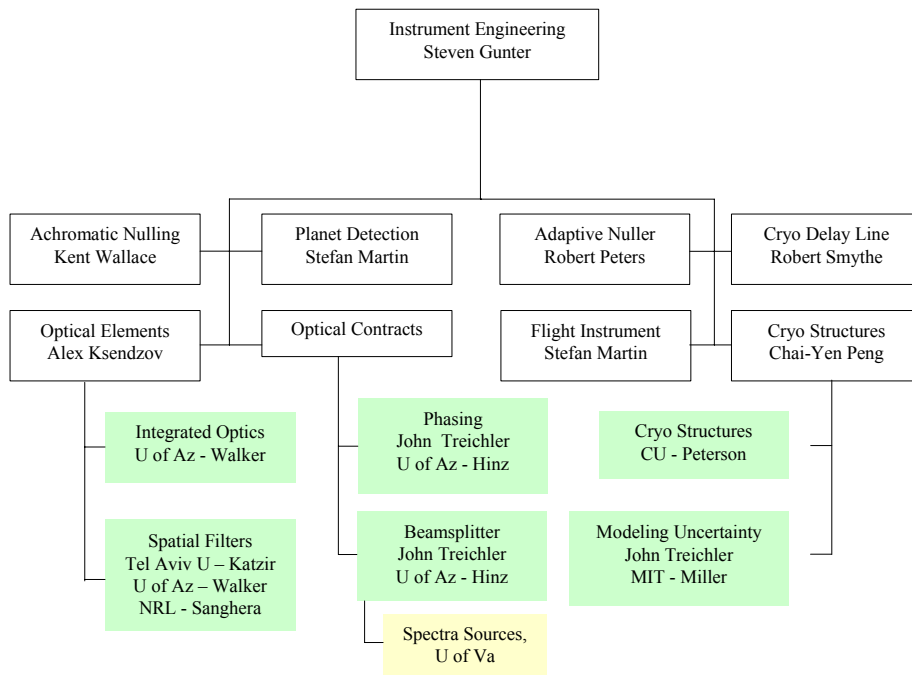 Instrument Engineering
Steven Gunter
Achromatic Nulling
Kent Wallace
Planet Detection
Stefan Martin
Adaptive Nuller
Robert Peters
Cryo Delay Line
Robert Smythe
Optical Elements
Alex Ksendzov
Optical Contracts
Flight Instrument
Stefan Martin
Cryo Structures
Chai-Yen Peng
Integrated Optics
U of Az - Walker
Phasing
John Treichler
U of Az - Hinz
Cryo Structures
CU - Peterson
Spatial Filters
Tel Aviv U – Katzir
U of Az – Walker
NRL - Sanghera
Beamsplitter
John Treichler
U of Az - Hinz
Modeling Uncertainty
John Treichler
MIT - Miller
Spectra Sources,
U of Va